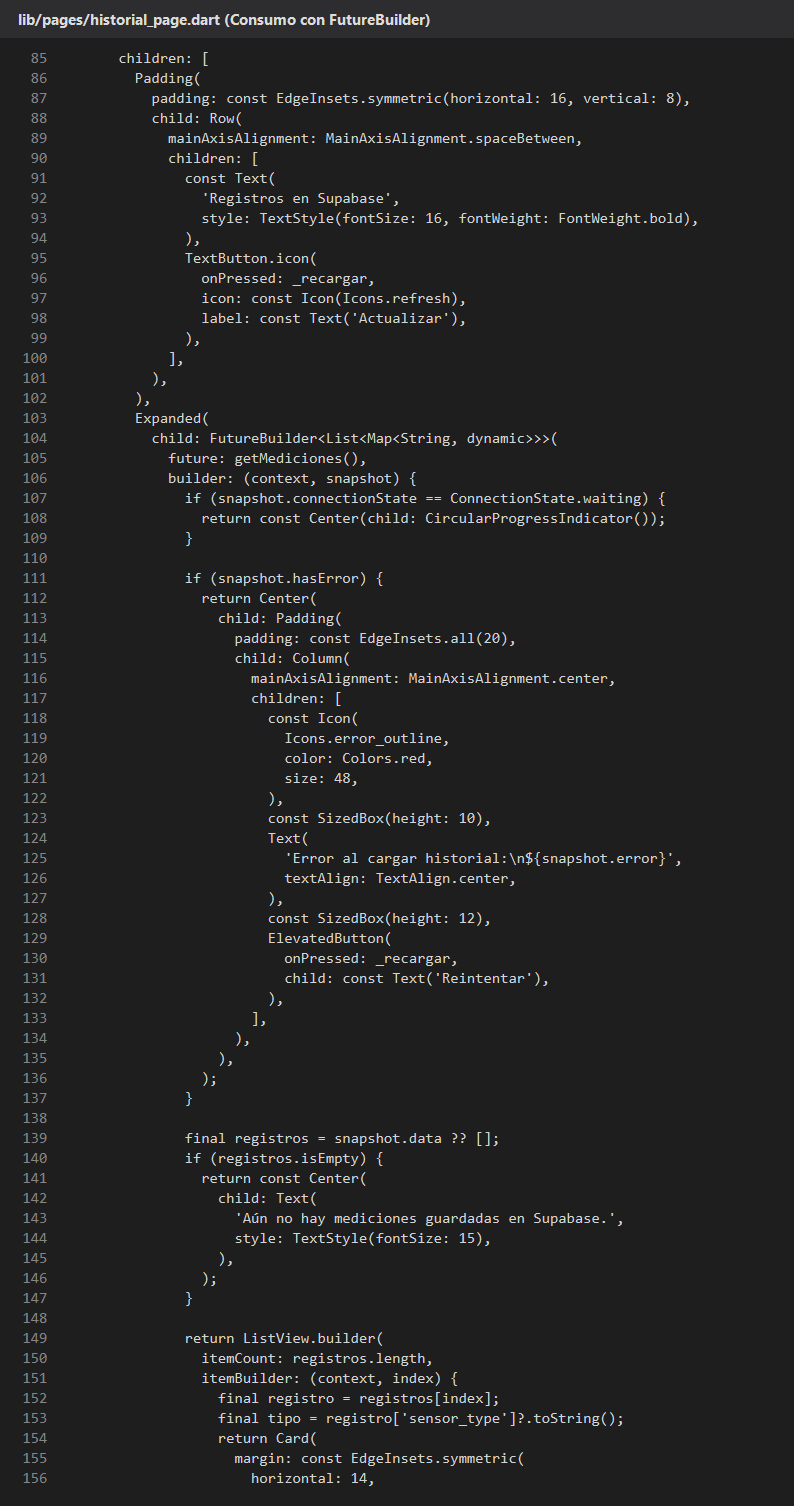 lib/pages/historial_page.dart (Consumo con FutureBuilder)
85        children: [
86          Padding(
87            padding: const EdgeInsets.symmetric(horizontal: 16, vertical: 8),
88            child: Row(
89              mainAxisAlignment: MainAxisAlignment.spaceBetween,
90              children: [
91                const Text(
92                  'Registros en Supabase',
93                  style: TextStyle(fontSize: 16, fontWeight: FontWeight.bold),
94                ),
95                TextButton.icon(
96                  onPressed: _recargar,
97                  icon: const Icon(Icons.refresh),
98                  label: const Text('Actualizar'),
99                ),
100              ],
101            ),
102          ),
103          Expanded(
104            child: FutureBuilder<List<Map<String, dynamic>>>(
105              future: getMediciones(),
106              builder: (context, snapshot) {
107                if (snapshot.connectionState == ConnectionState.waiting) {
108                  return const Center(child: CircularProgressIndicator());
109                }
110
111                if (snapshot.hasError) {
112                  return Center(
113                    child: Padding(
114                      padding: const EdgeInsets.all(20),
115                      child: Column(
116                        mainAxisAlignment: MainAxisAlignment.center,
117                        children: [
118                          const Icon(
119                            Icons.error_outline,
120                            color: Colors.red,
121                            size: 48,
122                          ),
123                          const SizedBox(height: 10),
124                          Text(
125                            'Error al cargar historial:\n${snapshot.error}',
126                            textAlign: TextAlign.center,
127                          ),
128                          const SizedBox(height: 12),
129                          ElevatedButton(
130                            onPressed: _recargar,
131                            child: const Text('Reintentar'),
132                          ),
133                        ],
134                      ),
135                    ),
136                  );
137                }
138
139                final registros = snapshot.data ?? [];
140                if (registros.isEmpty) {
141                  return const Center(
142                    child: Text(
143                      'Aún no hay mediciones guardadas en Supabase.',
144                      style: TextStyle(fontSize: 15),
145                    ),
146                  );
147                }
148
149                return ListView.builder(
150                  itemCount: registros.length,
151                  itemBuilder: (context, index) {
152                    final registro = registros[index];
153                    final tipo = registro['sensor_type']?.toString();
154                    return Card(
155                      margin: const EdgeInsets.symmetric(
156                        horizontal: 14,